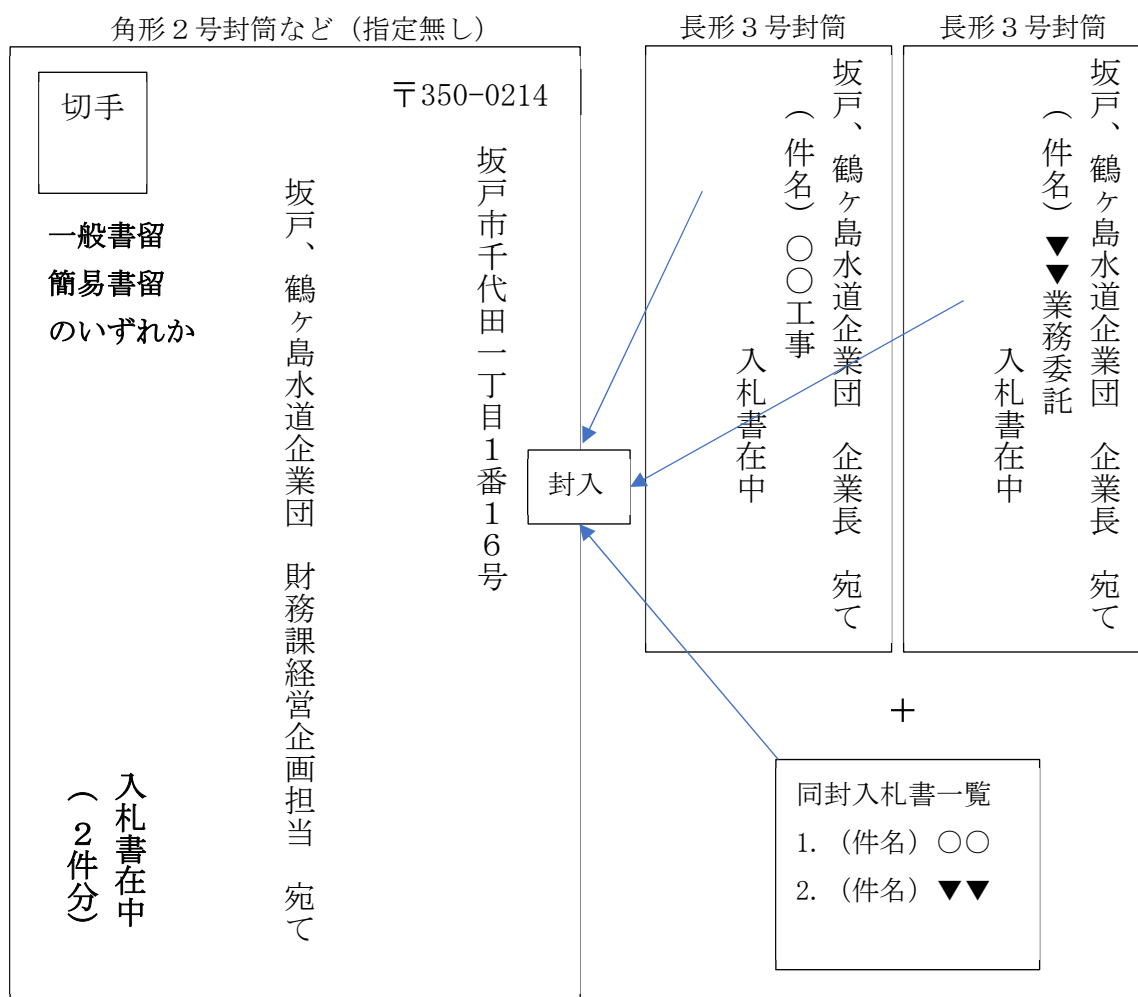 角形２号封筒など（指定無し）
切手
〒350-0214
一般書留
簡易書留
のいずれか
坂戸市千代田一丁目１番１６号
坂戸、鶴ヶ島水道企業団　財務課経営企画担当　宛て
入札書在中
（２件分）
封入
長形３号封筒
坂戸、鶴ヶ島水道企業団　企業長　宛て
（件名）○○工事
入札書在中
長形３号封筒
坂戸、鶴ヶ島水道企業団　企業長　宛て
（件名）▼▼業務委託
入札書在中
＋
同封入札書一覧
1. （件名）○○
2. （件名）▼▼